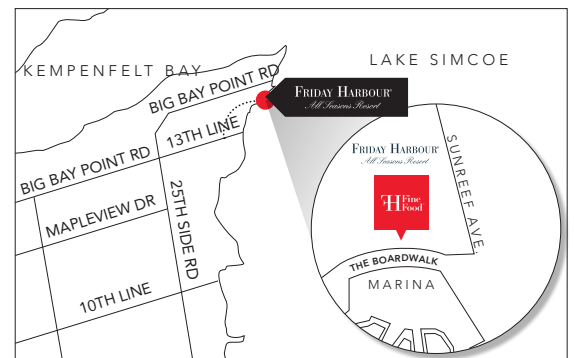 KEMPENFELT BAY
LAKE SIMCOE
BIG BAY POINT RD
FRIDAY HARBOUR
All Seasons Resort
13TH LINE
BIG BAY POINT RD
MAPLEVIEW DR
25TH SIDE RD
10TH LINE
FRIDAY HARBOUR
All Seasons Resort
SUNREEF AVE.
FH Fine
Food
THE BOARDWALK
MARINA